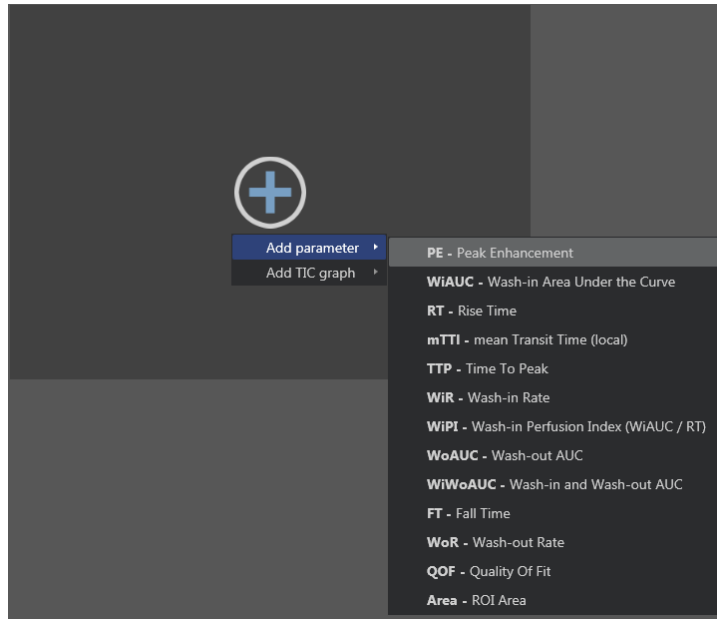 Add parameter
Add TIC graph
PE - Peak Enhancement
WiAUC - Wash-in Area Under the Curve
RT - Rise Time
mTTI - mean Transit Time (local)
TTP - Time To Peak
WiR - Wash-in Rate
WiPI - Wash-in Perfusion Index (WiAUC / RT)
WoAUC - Wash-out AUC
WiWoAUC - Wash-in and Wash-out AUC
FT - Fall Time
WoR - Wash-out Rate
QOF - Quality Of Fit
Area - ROI Area